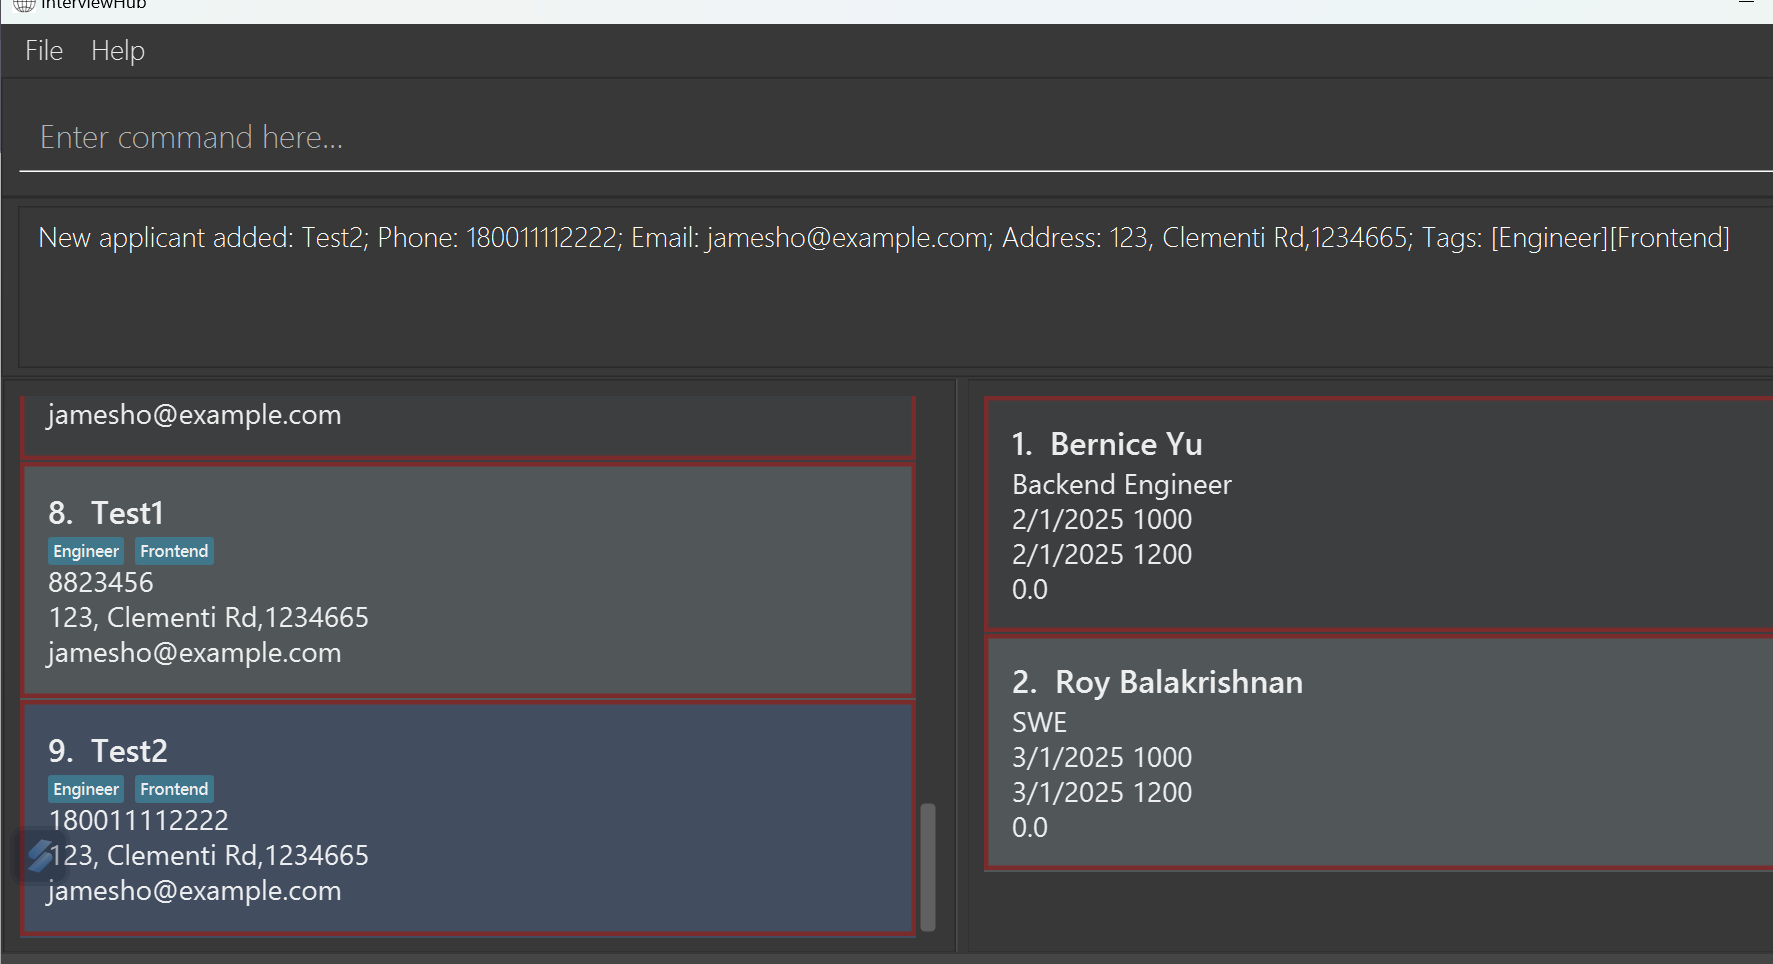 InterviewHub
File Help
Enter command here...
New applicant added: Test2; Phone: 180011112222; Email: jamesho@example.com; Address: 123, Clementi Rd,1234665; Tags: [Engineer][Frontend]
jamesho@example.com
8. Test1
Engineer Frontend
8823456
123, Clementi Rd,1234665
jamesho@example.com
9. Test2
Engineer Frontend
180011112222
123, Clementi Rd,1234665
jamesho@example.com
1. Bernice Yu
Backend Engineer
2/1/2025 1000
2/1/2025 1200
0.0
2. Roy Balakrishnan
SWE
3/1/2025 1000
3/1/2025 1200
0.0